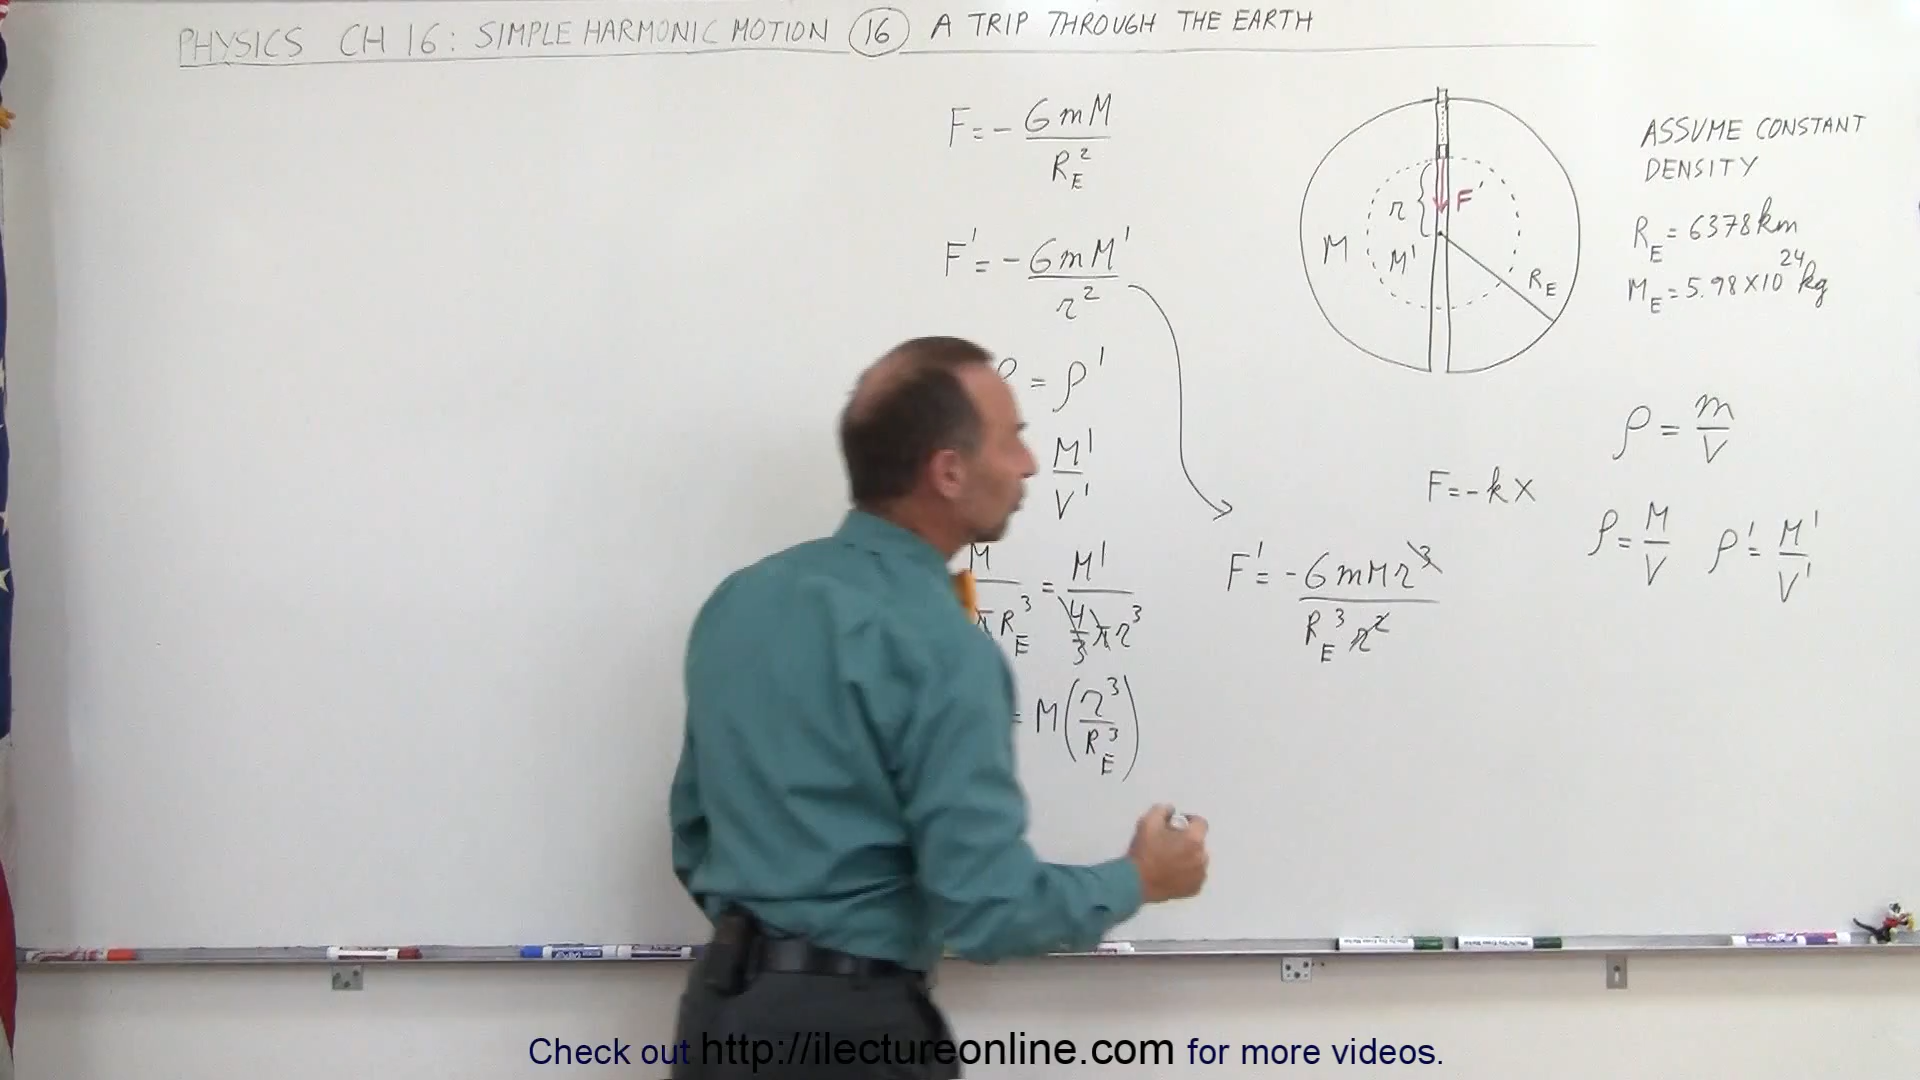 PHYSICS CH 16: SIMPLE HARMONIC MOTION 16 A TRIP THROUGH THE EARTH
F = - GmM / R_E^2
F' = - GmM' / r^2
ρ = ρ'
M' / V'
M / πR_E^3 = M' / 4/3 πr^3
= M (r^3 / R_E^3)
F' = - GmMr^3 / R_E^3 r^2
F = -kx
r
F'
M
M'
R_E
ASSUME CONSTANT
DENSITY
R_E = 6378 km
M_E = 5.98 × 10^24 kg
ρ = m / V
ρ = M / V ρ' = M' / V'
Check out http://ilectureonline.com for more videos.